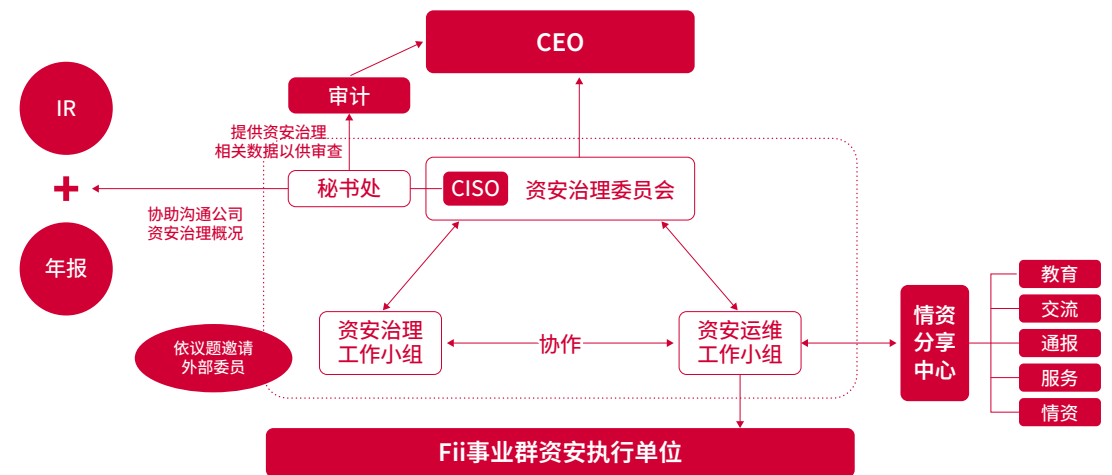 CEO
审计
IR
提供资安治理
相关数据以供审查
秘书处
CISO
资安治理委员会
协助沟通公司
资安治理概况
年报
资安治理
工作小组
协作
资安运维
工作小组
依议题邀请
外部委员
情资
分享
中心
教育
交流
通报
服务
情资
Fii事业群资安执行单位